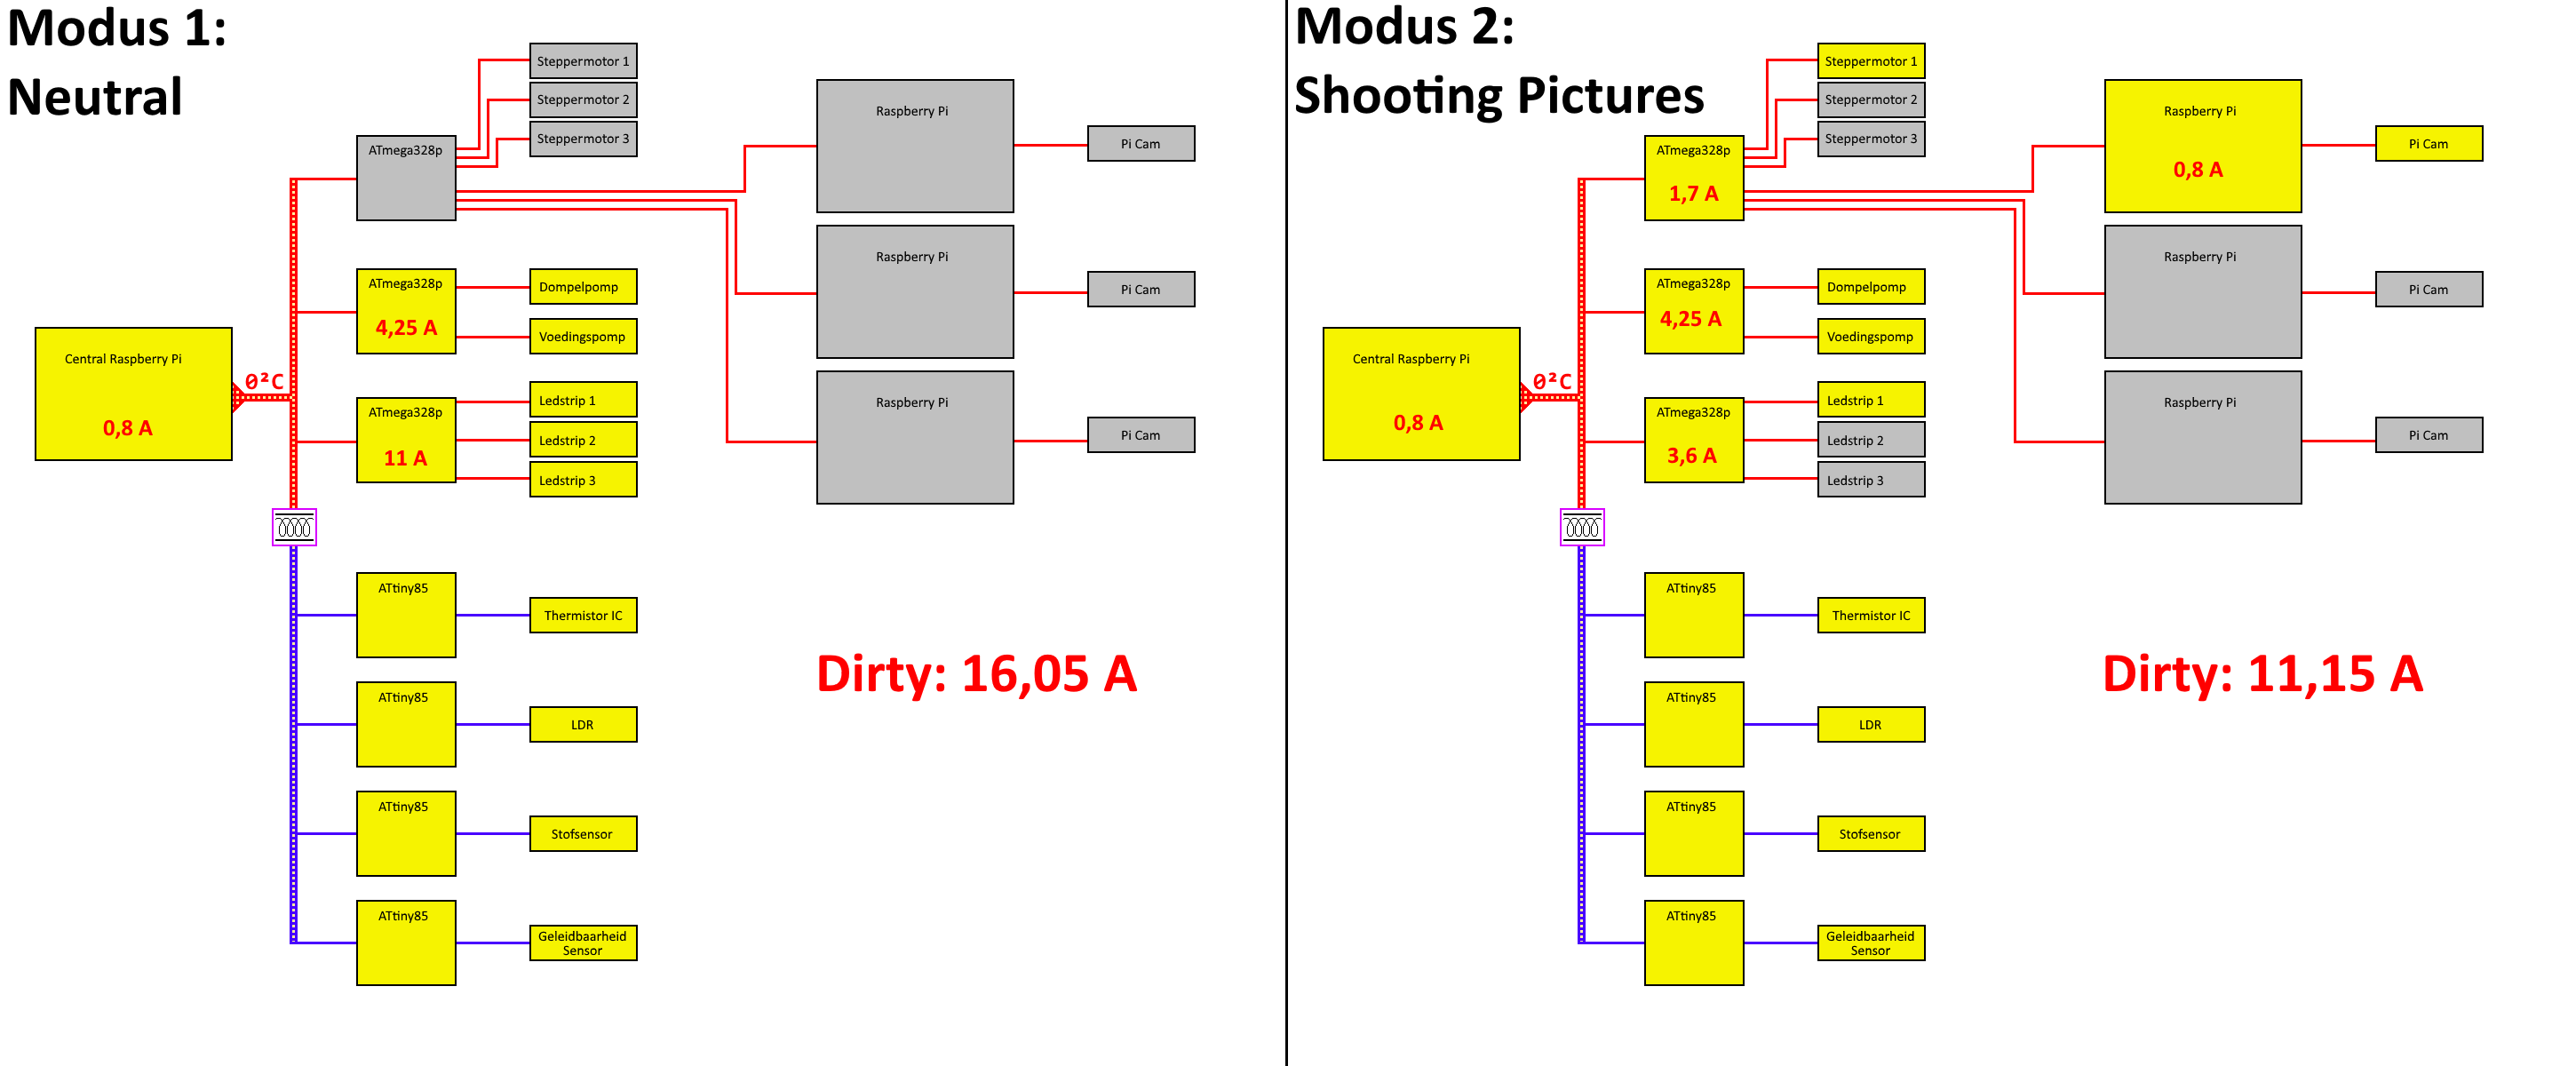 Modus 1:
Neutral
Steppermotor 1
Steppermotor 2
Steppermotor 3
ATmega328p
Raspberry Pi
Pi Cam
Raspberry Pi
Pi Cam
Raspberry Pi
Pi Cam
ATmega328p
4,25 A
Dompelpomp
Voedingspomp
Central Raspberry Pi
0,8 A
θ²C
ATmega328p
11 A
Ledstrip 1
Ledstrip 2
Ledstrip 3
ATtiny85
Thermistor IC
ATtiny85
LDR
ATtiny85
Stofsensor
ATtiny85
Geleidbaarheid
Sensor
Dirty: 16,05 A
Modus 2:
Shooting Pictures
Steppermotor 1
Steppermotor 2
Steppermotor 3
ATmega328p
1,7 A
Raspberry Pi
0,8 A
Pi Cam
Raspberry Pi
Pi Cam
Raspberry Pi
Pi Cam
ATmega328p
4,25 A
Dompelpomp
Voedingspomp
Central Raspberry Pi
0,8 A
θ²C
ATmega328p
3,6 A
Ledstrip 1
Ledstrip 2
Ledstrip 3
ATtiny85
Thermistor IC
ATtiny85
LDR
ATtiny85
Stofsensor
ATtiny85
Geleidbaarheid
Sensor
Dirty: 11,15 A